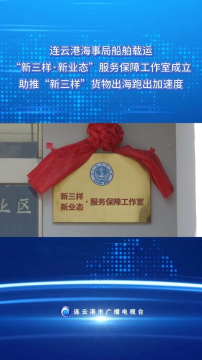 连云港海事局船舶载运
“新三样·新业态”服务保障工作室成立
助推“新三样”货物出海跑出加速度
新三样
新业态·服务保障工作室
上区
连云港市广播电视台